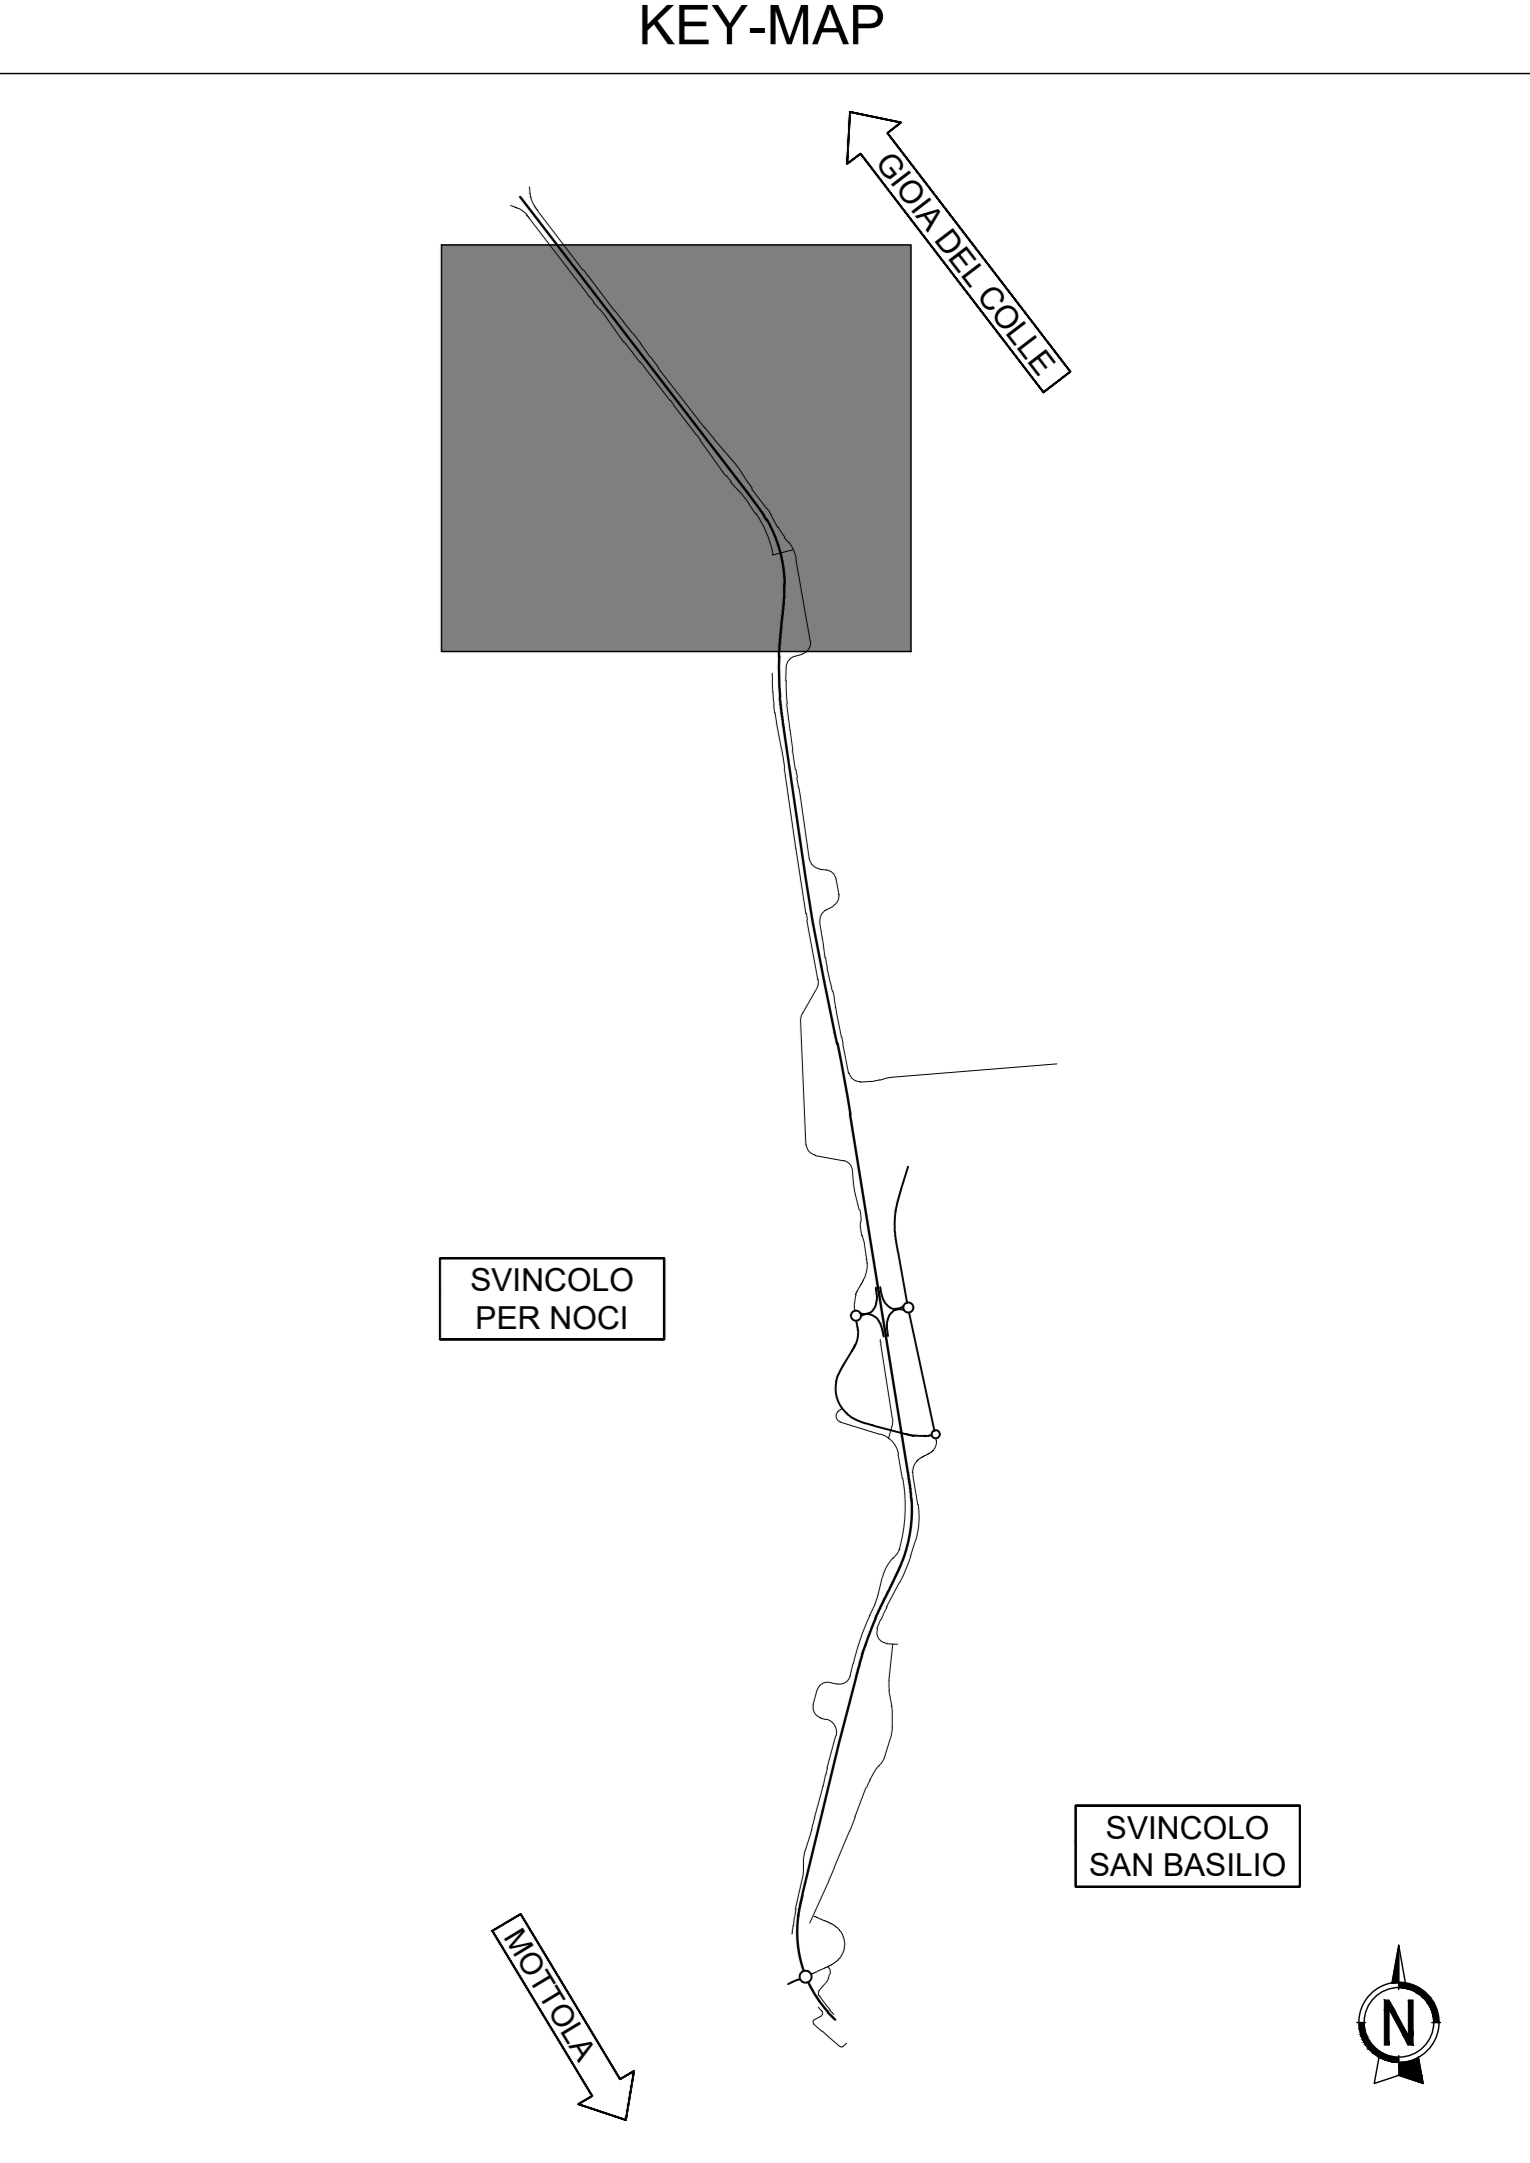 KEY-MAP
GIOIA DEL COLLE
SVINCOLO
PER NOCI
SVINCOLO
SAN BASILIO
MOTTOLA
N